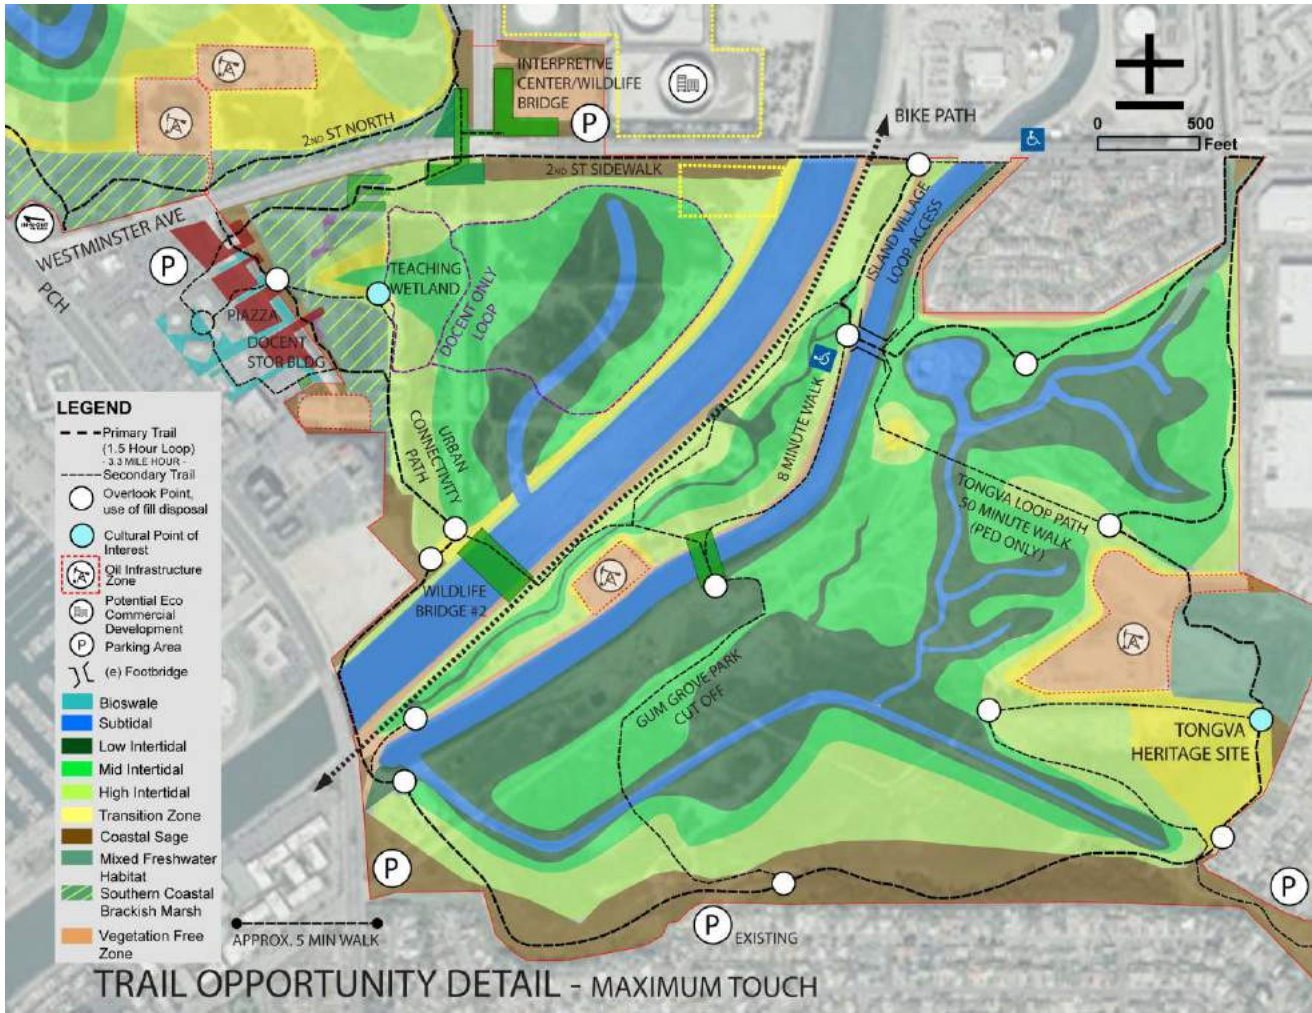 INTERPRETIVE
CENTER/WILDLIFE
BRIDGE
P
BIKE PATH
0 500
Feet
2ND ST NORTH
2ND ST SIDEWALK
WESTMINSTER AVE
PCH
P
PIAZZA
DOCENT
STOR BLDG
TEACHING
WETLAND
DOCENT ONLY
LOOP
ISLAND VILLAGE
LOOP ACCESS
8 MINUTE WALK
URBAN
CONNECTIVITY
PATH
WILDLIFE
BRIDGE #2
TONGVA LOOP PATH
50 MINUTE WALK
(PED ONLY)
GUM GROVE PARK
CUT OFF
TONGVA
HERITAGE SITE
LEGEND
Primary Trail
(1.5 Hour Loop)
- 3.3 MILE HOUR -
Secondary Trail
Overlook Point,
use of fill disposal
Cultural Point of
Interest
Oil Infrastructure
Zone
Potential Eco
Commercial
Development
P Parking Area
(e) Footbridge
Bioswale
Subtidal
Low Intertidal
Mid Intertidal
High Intertidal
Transition Zone
Coastal Sage
Mixed Freshwater
Habitat
Southern Coastal
Brackish Marsh
Vegetation Free
Zone
P
P
P EXISTING
APPROX. 5 MIN WALK
TRAIL OPPORTUNITY DETAIL - MAXIMUM TOUCH